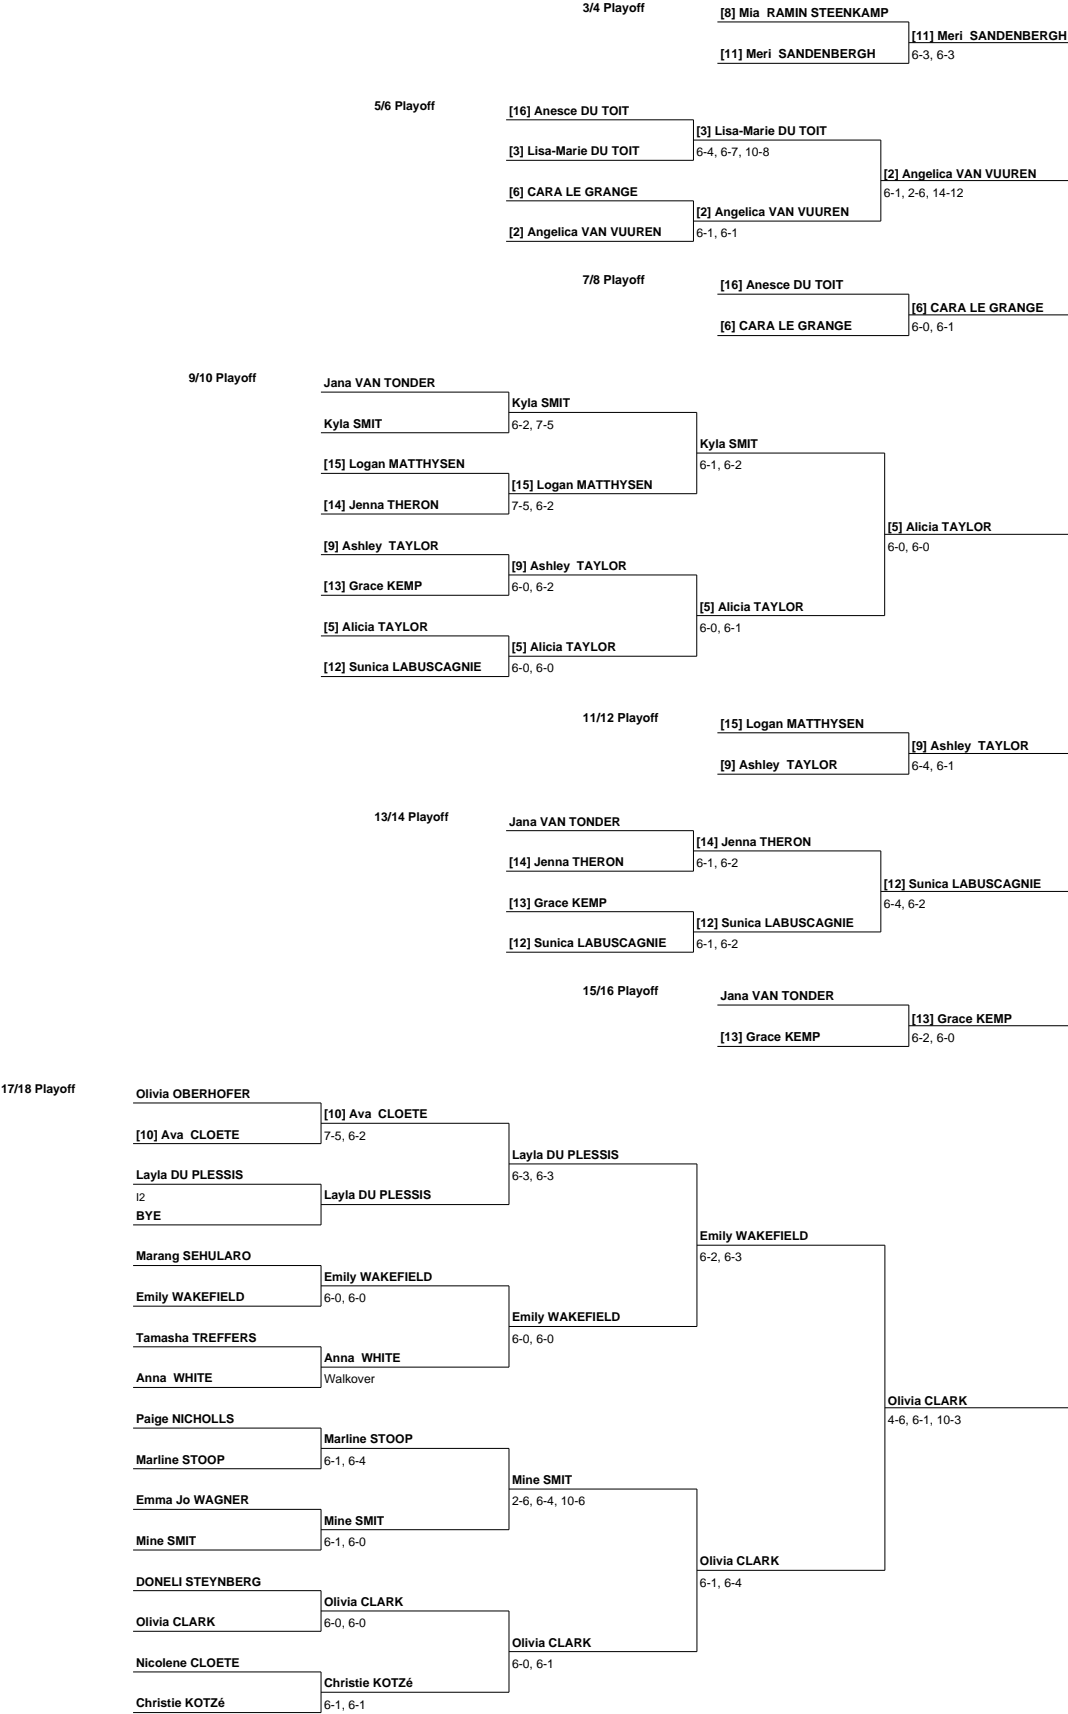 3/4 Playoff
[8] Mia  RAMIN STEENKAMP
[11] Meri  SANDENBERGH
[11] Meri  SANDENBERGH
6-3, 6-3
5/6 Playoff
[16] Anesce DU TOIT
[3] Lisa-Marie DU TOIT
[3] Lisa-Marie DU TOIT
6-4, 6-7, 10-8
[2] Angelica VAN VUUREN
6-1, 2-6, 14-12
[6] CARA LE GRANGE
[2] Angelica VAN VUUREN
[2] Angelica VAN VUUREN
6-1, 6-1
7/8 Playoff
[16] Anesce DU TOIT
[6] CARA LE GRANGE
[6] CARA LE GRANGE
6-0, 6-1
9/10 Playoff
Jana VAN TONDER
Kyla SMIT
Kyla SMIT
6-2, 7-5
Kyla SMIT
6-1, 6-2
[15] Logan MATTHYSEN
[15] Logan MATTHYSEN
[14] Jenna THERON
7-5, 6-2
[5] Alicia TAYLOR
6-0, 6-0
[9] Ashley  TAYLOR
[9] Ashley  TAYLOR
[13] Grace KEMP
6-0, 6-2
[5] Alicia TAYLOR
6-0, 6-1
[5] Alicia TAYLOR
[5] Alicia TAYLOR
[12] Sunica LABUSCAGNIE
6-0, 6-0
11/12 Playoff
[15] Logan MATTHYSEN
[9] Ashley  TAYLOR
[9] Ashley  TAYLOR
6-4, 6-1
13/14 Playoff
Jana VAN TONDER
[14] Jenna THERON
[14] Jenna THERON
6-1, 6-2
[12] Sunica LABUSCAGNIE
6-4, 6-2
[13] Grace KEMP
[12] Sunica LABUSCAGNIE
[12] Sunica LABUSCAGNIE
6-1, 6-2
15/16 Playoff
Jana VAN TONDER
[13] Grace KEMP
[13] Grace KEMP
6-2, 6-0
17/18 Playoff
Olivia OBERHOFER
[10] Ava  CLOETE
[10] Ava  CLOETE
7-5, 6-2
Layla DU PLESSIS
6-3, 6-3
Layla DU PLESSIS
I2
Layla DU PLESSIS
BYE
Emily WAKEFIELD
6-2, 6-3
Marang SEHULARO
Emily WAKEFIELD
Emily WAKEFIELD
6-0, 6-0
Emily WAKEFIELD
6-0, 6-0
Tamasha TREFFERS
Anna  WHITE
Anna  WHITE
Walkover
Olivia CLARK
4-6, 6-1, 10-3
Paige NICHOLLS
Marline STOOP
Marline STOOP
6-1, 6-4
Mine SMIT
2-6, 6-4, 10-6
Emma Jo WAGNER
Mine SMIT
Mine SMIT
6-1, 6-0
Olivia CLARK
6-1, 6-4
DONELI STEYNBERG
Olivia CLARK
Olivia CLARK
6-0, 6-0
Olivia CLARK
6-0, 6-1
Nicolene CLOETE
Christie KOTZé
Christie KOTZé
6-1, 6-1